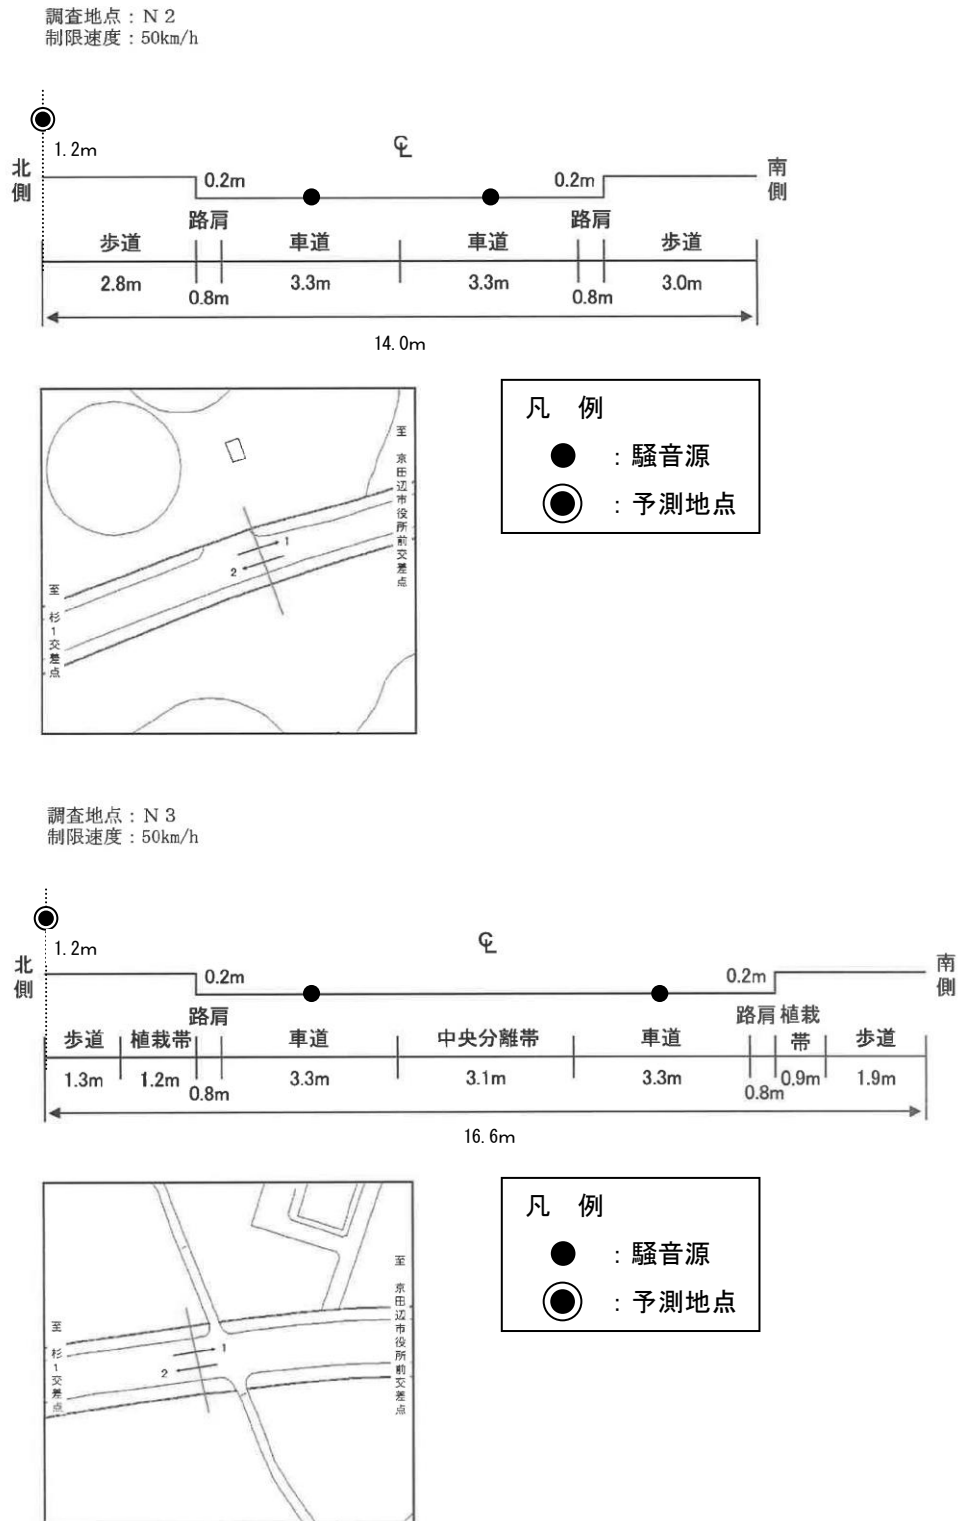 調査地点：Ｎ２
制限速度：50km/h
1.2m
℄
北側
南側
0.2m
0.2m
路肩
路肩
歩道
車道
車道
歩道
2.8m
0.8m
3.3m
3.3m
0.8m
3.0m
14.0m
至 京田辺市役所前交差点
1
2
至 杉１交差点
凡　例
：騒音源
：予測地点
調査地点：Ｎ３
制限速度：50km/h
1.2m
℄
北側
南側
0.2m
0.2m
路肩
路肩
植栽帯
歩道
植栽帯
車道
中央分離帯
車道
歩道
1.3m
1.2m
0.8m
3.3m
3.1m
3.3m
0.8m
0.9m
1.9m
16.6m
至 京田辺市役所前交差点
1
2
至 杉１交差点
凡　例
：騒音源
：予測地点